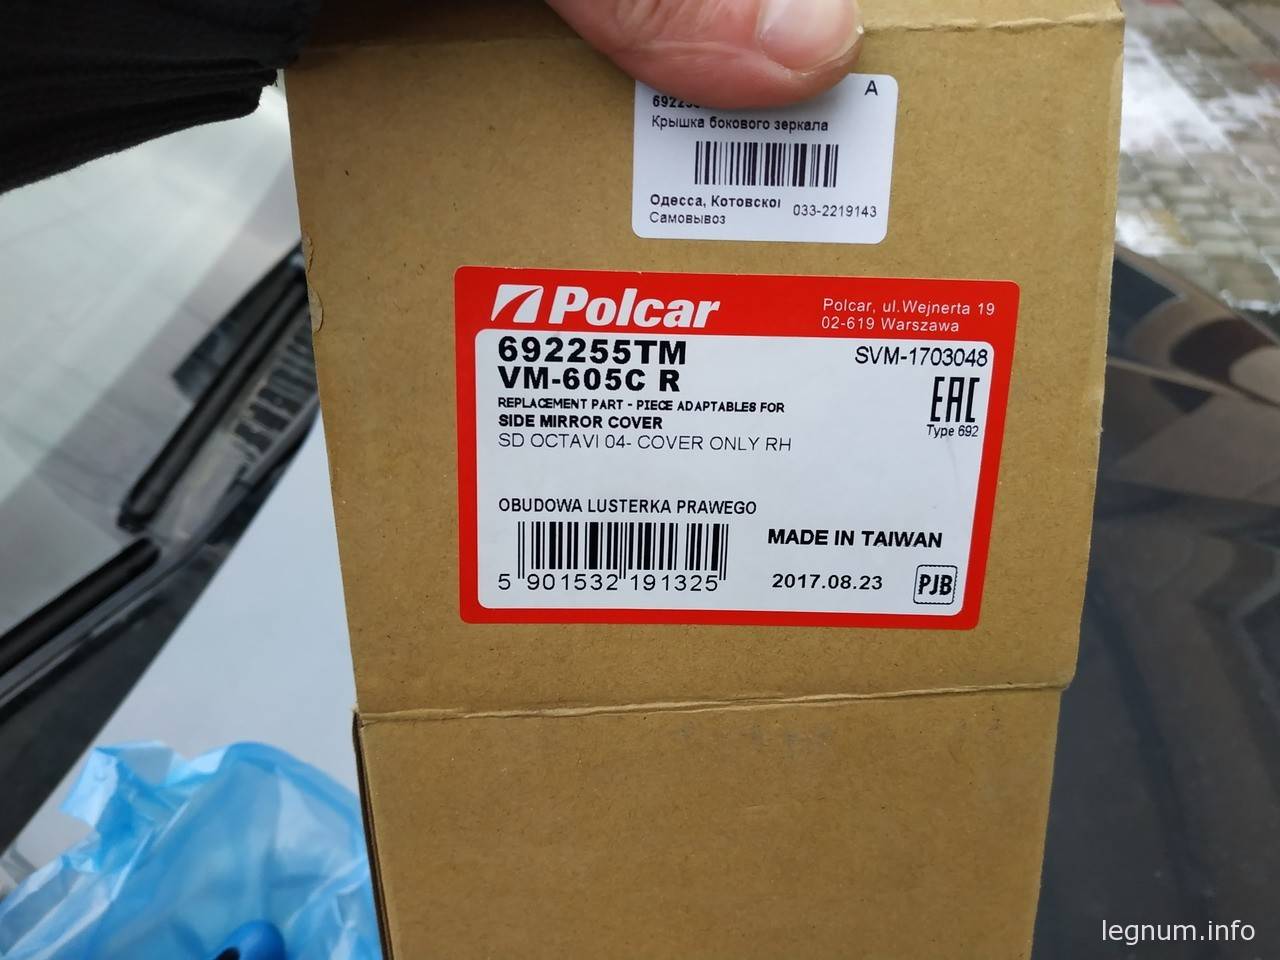 A
Крышка бокового зеркала
Одесса, Котовског
033-2219143
Самовывоз
Polcar
Polcar, ul.Wejnerta 19
02-619 Warszawa
692255TM
SVM-1703048
VM-605C R
EAC
REPLACEMENT PART - PIECE ADAPTABLES FOR
Type 692
SIDE MIRROR COVER
SD OCTAVI 04- COVER ONLY RH
OBUDOWA LUSTERKA PRAWEGO
MADE IN TAIWAN
5 901532 191325
2017.08.23
PJB
legnum.info